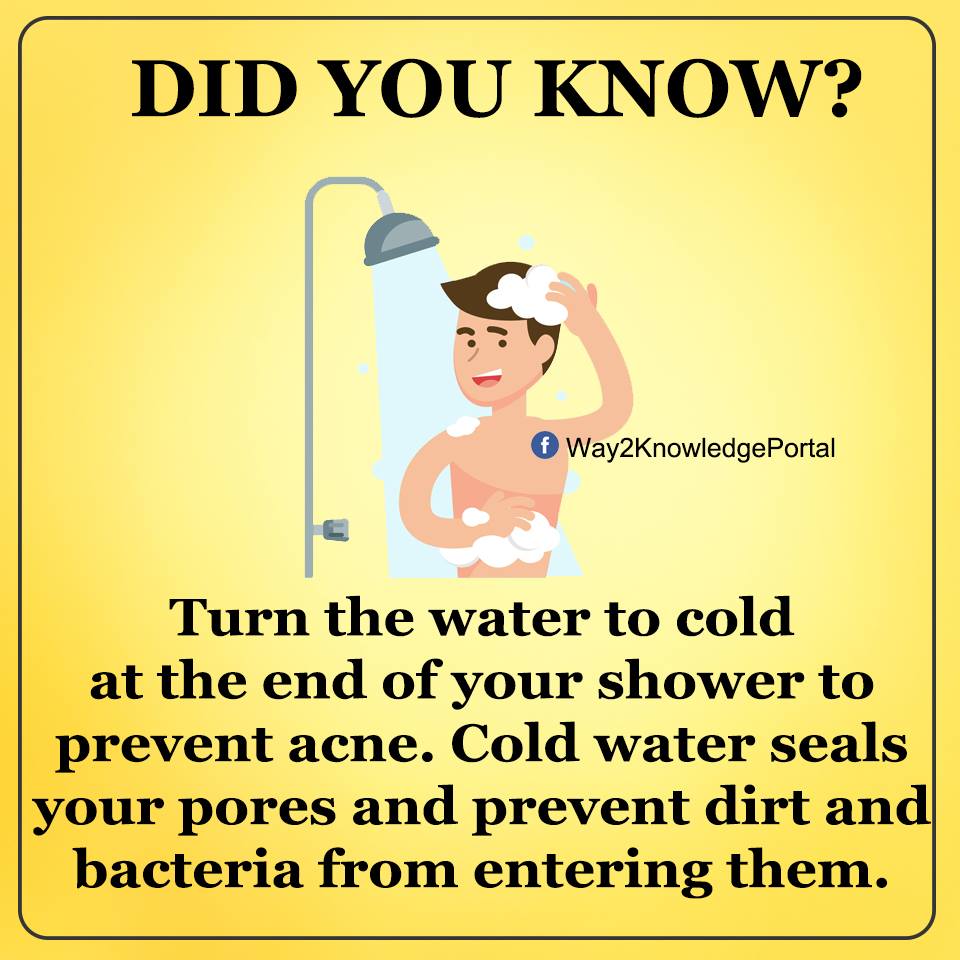 DID YOU KNOW?
Way2KnowledgePortal
Turn the water to cold
at the end of your shower to
prevent acne. Cold water seals
your pores and prevent dirt and
bacteria from entering them.